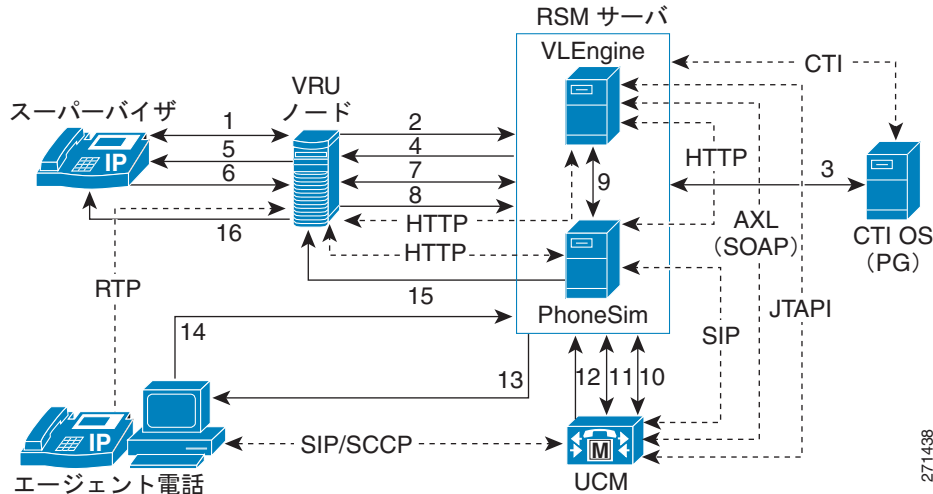 RSM サーバ
VLEngine
CTI
VRU
ノード
スーパーバイザ
1
2
5
4
IP
6
7
HTTP
9
3
8
HTTP
AXL
（SOAP）
CTI OS
（PG）
16
HTTP
RTP
15
PhoneSim
JTAPI
14
SIP
13
12
11
10
IP
SIP/SCCP
M
エージェント電話
UCM
271438